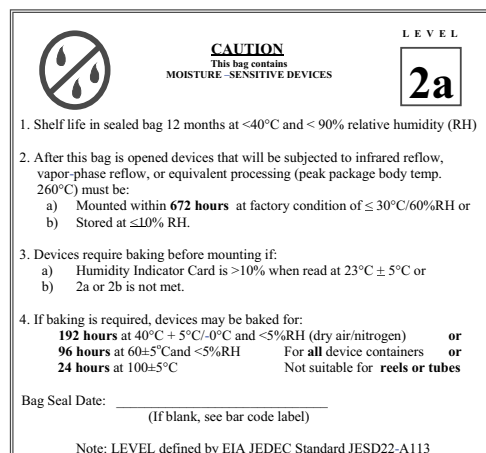 LEVEL
CAUTION
This bag contains
MOISTURE –SENSITIVE DEVICES
2a
1. Shelf life in sealed bag 12 months at <40°C and < 90% relative humidity (RH)
2. After this bag is opened devices that will be subjected to infrared reflow,
vapor-phase reflow, or equivalent processing (peak package body temp.
260°C) must be:
a) Mounted within 672 hours at factory condition of ≤ 30°C/60%RH or
b) Stored at ≤10% RH.
3. Devices require baking before mounting if:
a) Humidity Indicator Card is >10% when read at 23°C ± 5°C or
b) 2a or 2b is not met.
4. If baking is required, devices may be baked for:
192 hours at 40°C + 5°C/-0°C and <5%RH (dry air/nitrogen) or
96 hours at 60±5°Cand <5%RH For all device containers or
24 hours at 100±5°C Not suitable for reels or tubes
Bag Seal Date: ______________________________
(If blank, see bar code label)
Note: LEVEL defined by EIA JEDEC Standard JESD22-A113